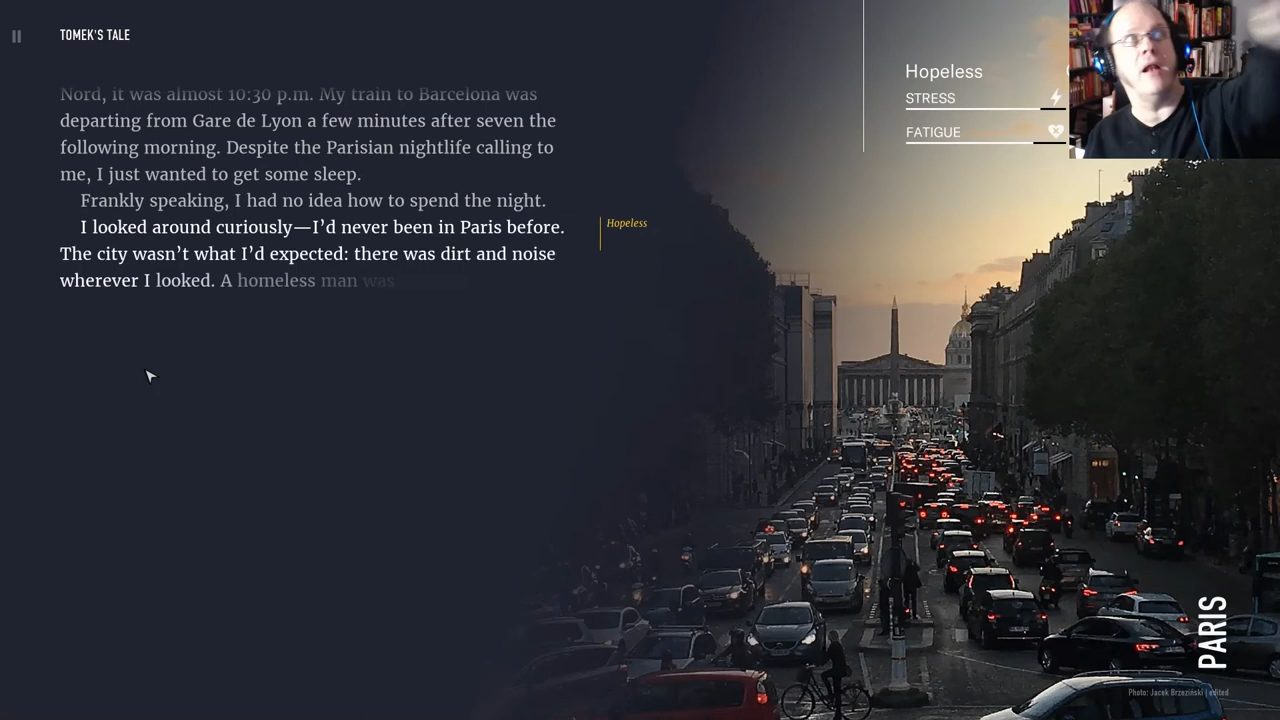 TOMEK'S TALE
Nord, it was almost 10:30 p.m. My train to Barcelona was
departing from Gare de Lyon a few minutes after seven the
following morning. Despite the Parisian nightlife calling to
me, I just wanted to get some sleep.
Frankly speaking, I had no idea how to spend the night.
I looked around curiously—I’d never been in Paris before.
The city wasn’t what I’d expected: there was dirt and noise
wherever I looked. A homeless man was
Hopeless
Hopeless
STRESS
FATIGUE
PARIS
Photo: Jacek Brzeziński | edited